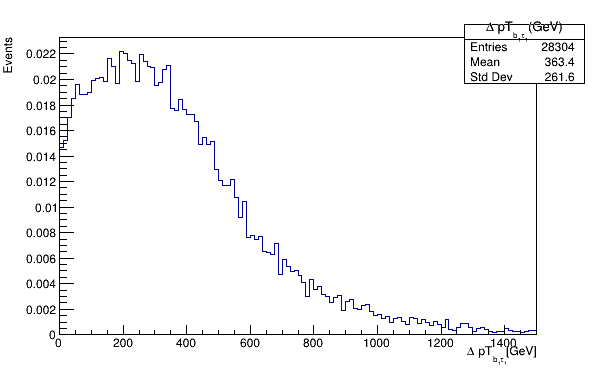 Δ pT b₁τ₁ (GeV)
Entries 28304
Mean 363.4
Std Dev 261.6
Events
0.022
0.02
0.018
0.016
0.014
0.012
0.01
0.008
0.006
0.004
0.002
0
0 200 400 600 800 1000 1200 1400
Δ pT b₁τ₁ [GeV]